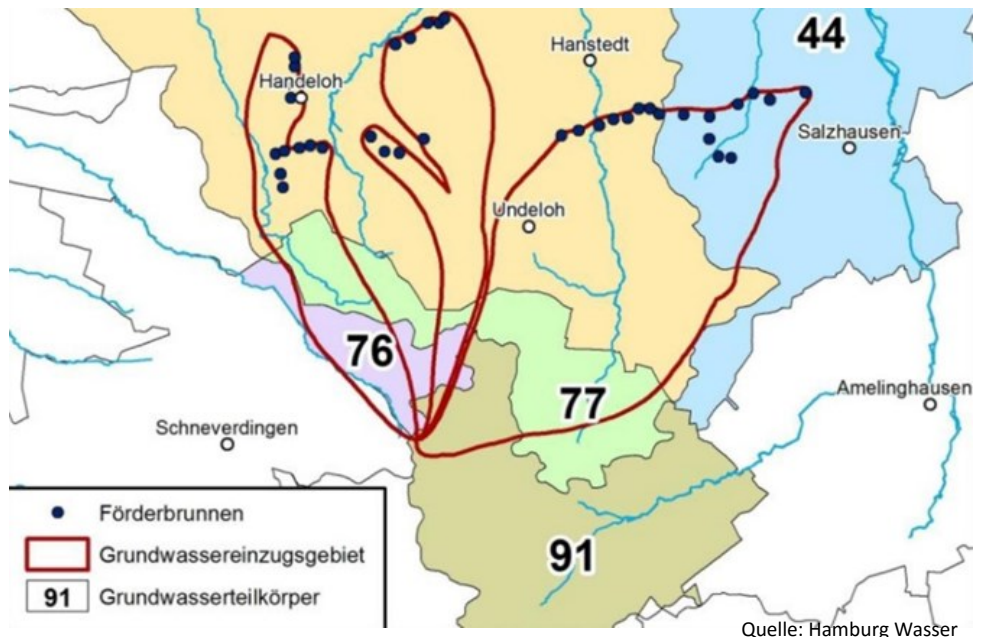 44
Hanstedt
Handeloh
Salzhausen
Undeloh
76
77
Amelinghausen
Schneverdingen
Förderbrunnen
Grundwassereinzugsgebiet
91 Grundwasserteilkörper
91
Quelle: Hamburg Wasser